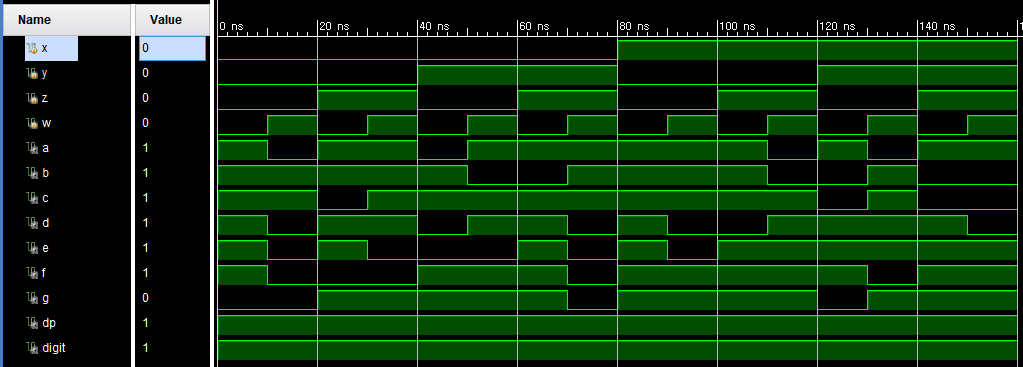 Name Value 0 ns 20 ns 40 ns 60 ns 80 ns 100 ns 120 ns 140 ns
x 0
y 0
z 0
w 0
a 1
b 1
c 1
d 1
e 1
f 1
g 0
dp 1
digit 1